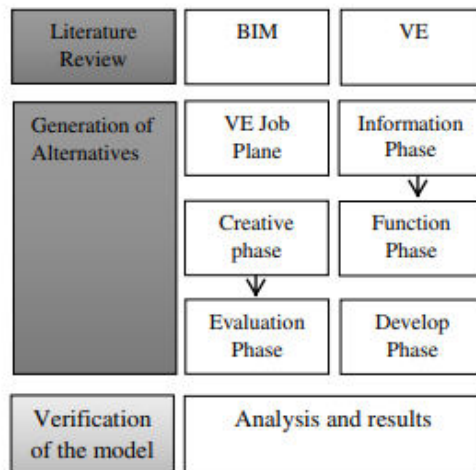 Literature
Review
BIM
VE
Generation of
Alternatives
VE Job
Plane
Information
Phase
Creative
phase
Function
Phase
Evaluation
Phase
Develop
Phase
Verification
of the model
Analysis and results